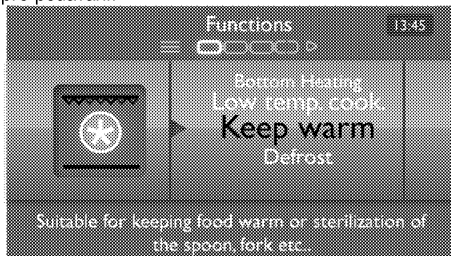 Functions
13:45
Bottom Heating
Low temp. cook.
Keep warm
Defrost
Suitable for keeping food warm or sterilization of
the spoon, fork etc...